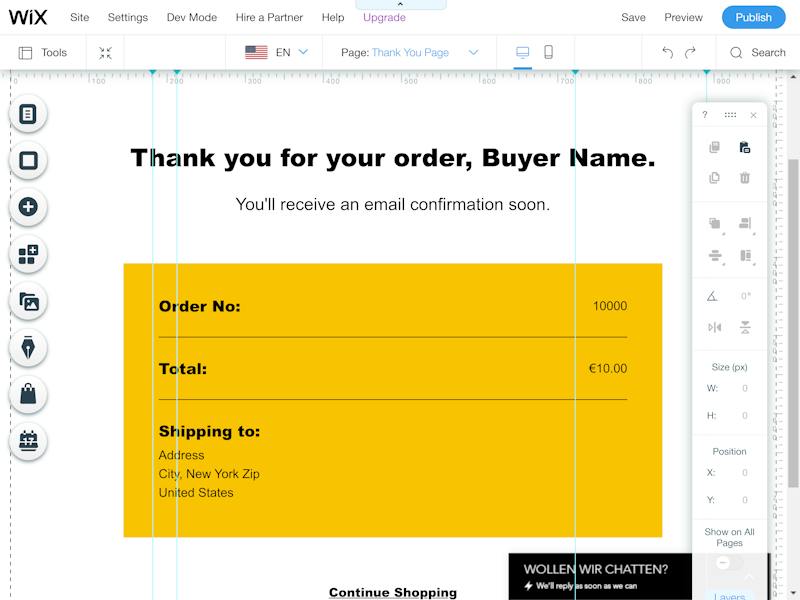 WiX Site Settings Dev Mode Hire a Partner Help Upgrade Save Preview Publish
Tools EN Page: Thank You Page Search
0 100 200 300 400 500 600 700 800 900
?
Thank you for your order, Buyer Name.
You'll receive an email confirmation soon.
Order No: 10000
0°
Total: €10.00
Size (px)
W: 0
H: 0
Shipping to:
Address
City, New York Zip
United States
Position
X: 0
Y: 0
Show on All
Pages
17
WOLLEN WIR CHATTEN?
We'll reply as soon as we can
Continue Shopping
Layers